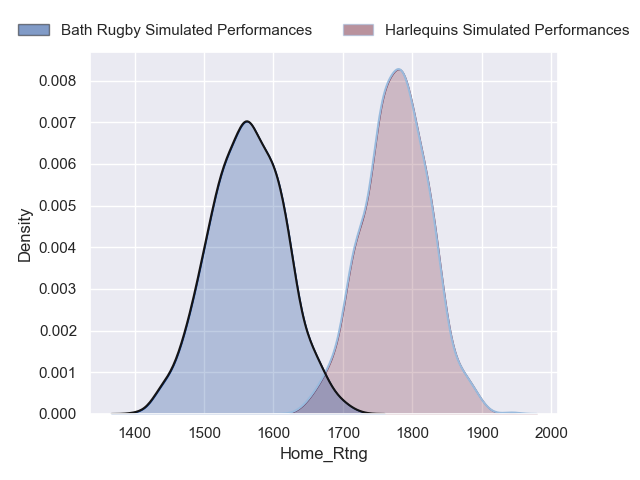 Bath Rugby Simulated Performances Harlequins Simulated Performances
0.008
0.007
0.006
0.005
0.004
0.003
0.002
0.001
0.000
Density
1400 1500 1600 1700 1800 1900 2000
Home_Rtng